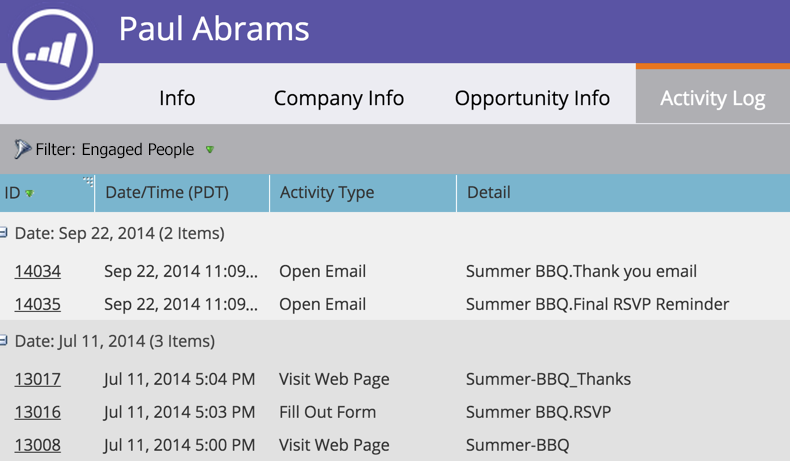 Paul Abrams
Info Company Info Opportunity Info Activity Log
Filter: Engaged People
ID Date/Time (PDT) Activity Type Detail
Date: Sep 22, 2014 (2 Items)
14034 Sep 22, 2014 11:09... Open Email Summer BBQ.Thank you email
14035 Sep 22, 2014 11:09... Open Email Summer BBQ.Final RSVP Reminder
Date: Jul 11, 2014 (3 Items)
13017 Jul 11, 2014 5:04 PM Visit Web Page Summer-BBQ_Thanks
13016 Jul 11, 2014 5:03 PM Fill Out Form Summer BBQ.RSVP
13008 Jul 11, 2014 5:00 PM Visit Web Page Summer-BBQ